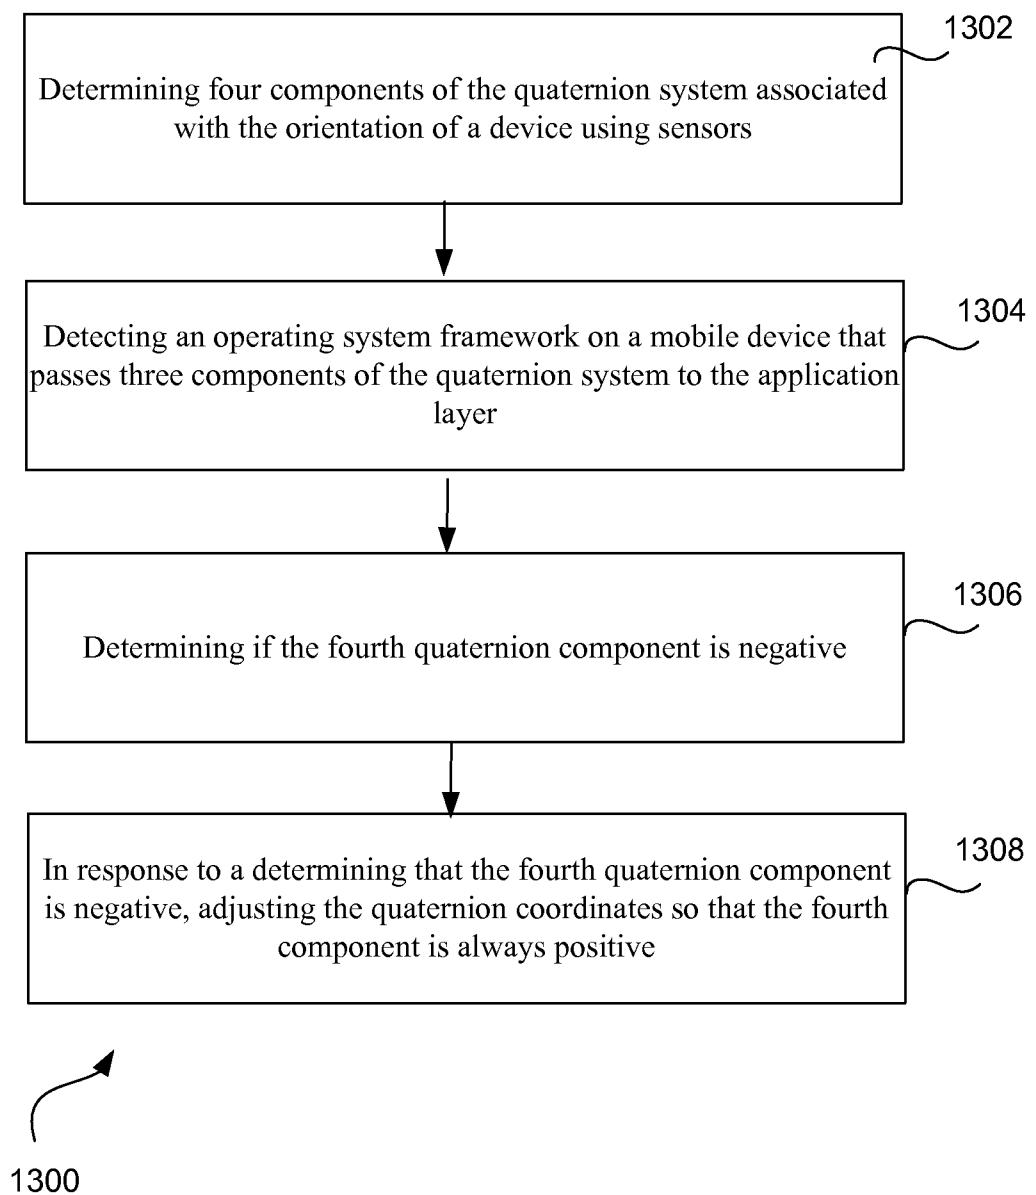 1302
Determining four components of the quaternion system associated
with the orientation of a device using sensors
1304
Detecting an operating system framework on a mobile device that
passes three components of the quaternion system to the application
layer
1306
Determining if the fourth quaternion component is negative
1308
In response to a determining that the fourth quaternion component
is negative, adjusting the quaternion coordinates so that the fourth
component is always positive
1300